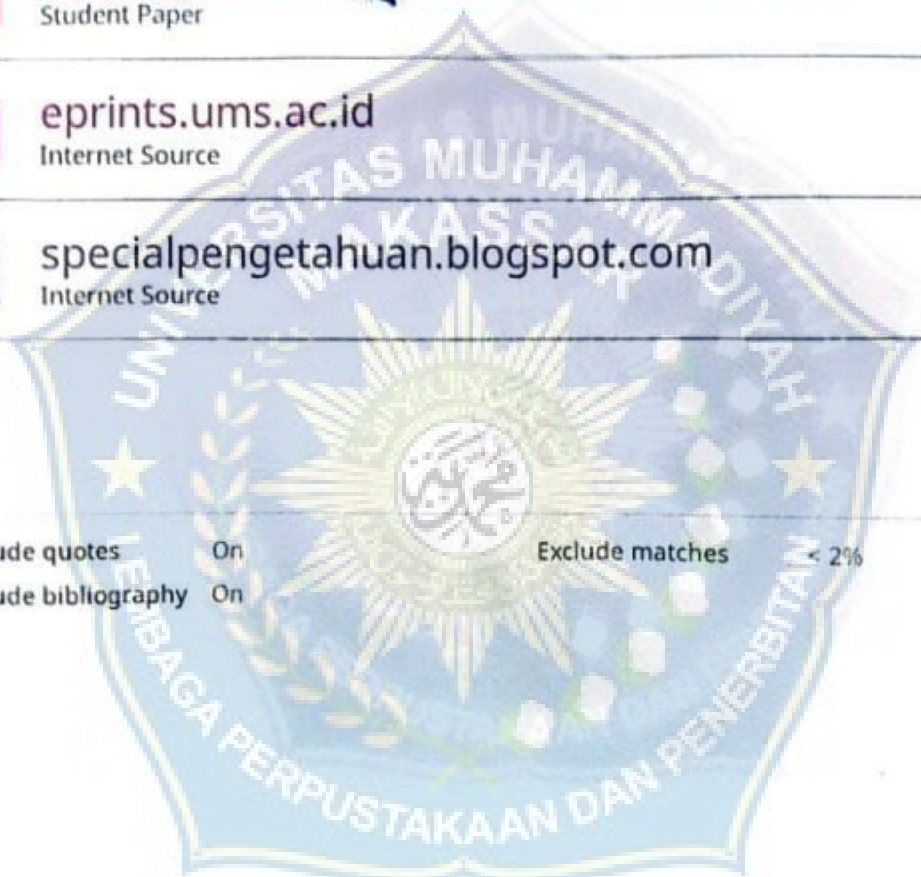 Student Paper
eprints.ums.ac.id
Internet Source
specialpengetahuan.blogspot.com
Internet Source
ude quotes On Exclude matches < 2%
ude bibliography On
UNIVERSITAS MUHAMMADIYAH
MAKASSAR
محمد
LEMBAGA PERPUSTAKAAN DAN PENERBITAN